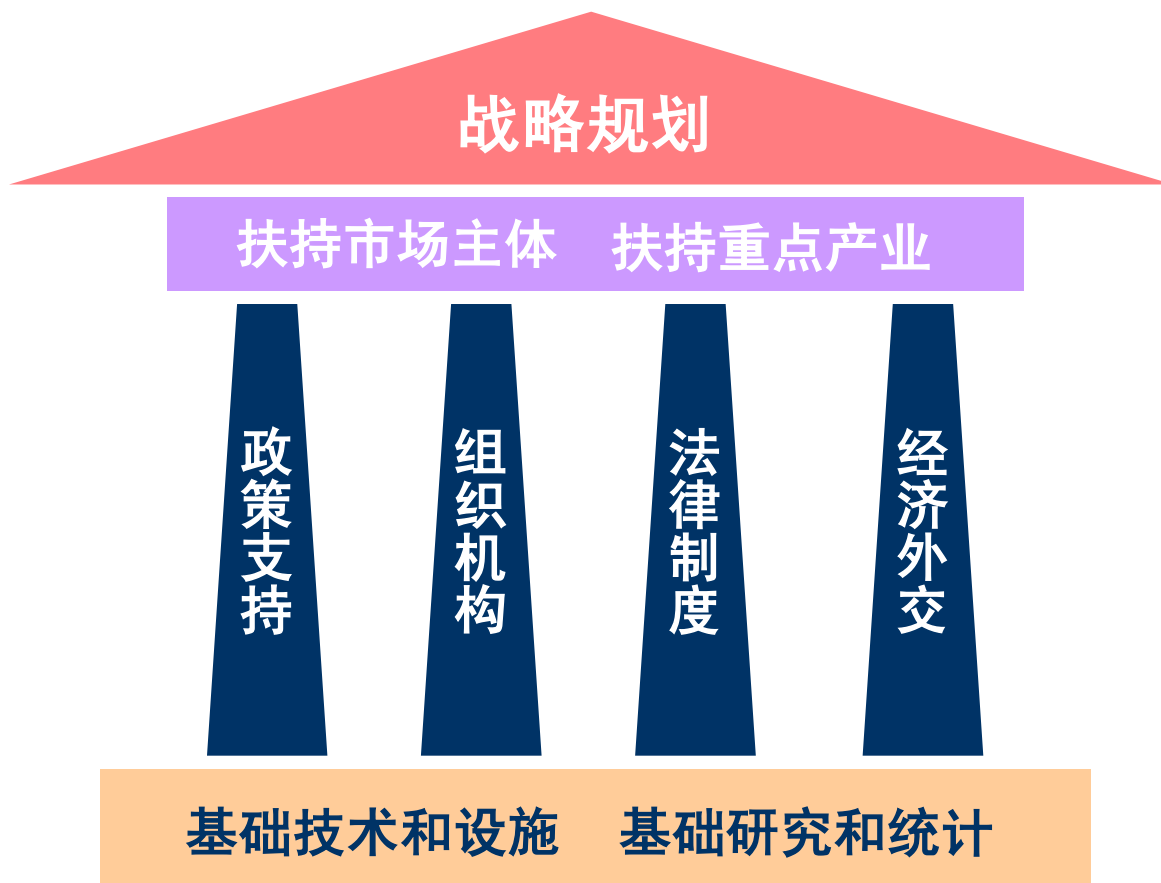 战略规划
扶持市场主体 扶持重点产业
政策支持
组织机构
法律制度
经济外交
基础技术和设施 基础研究和统计